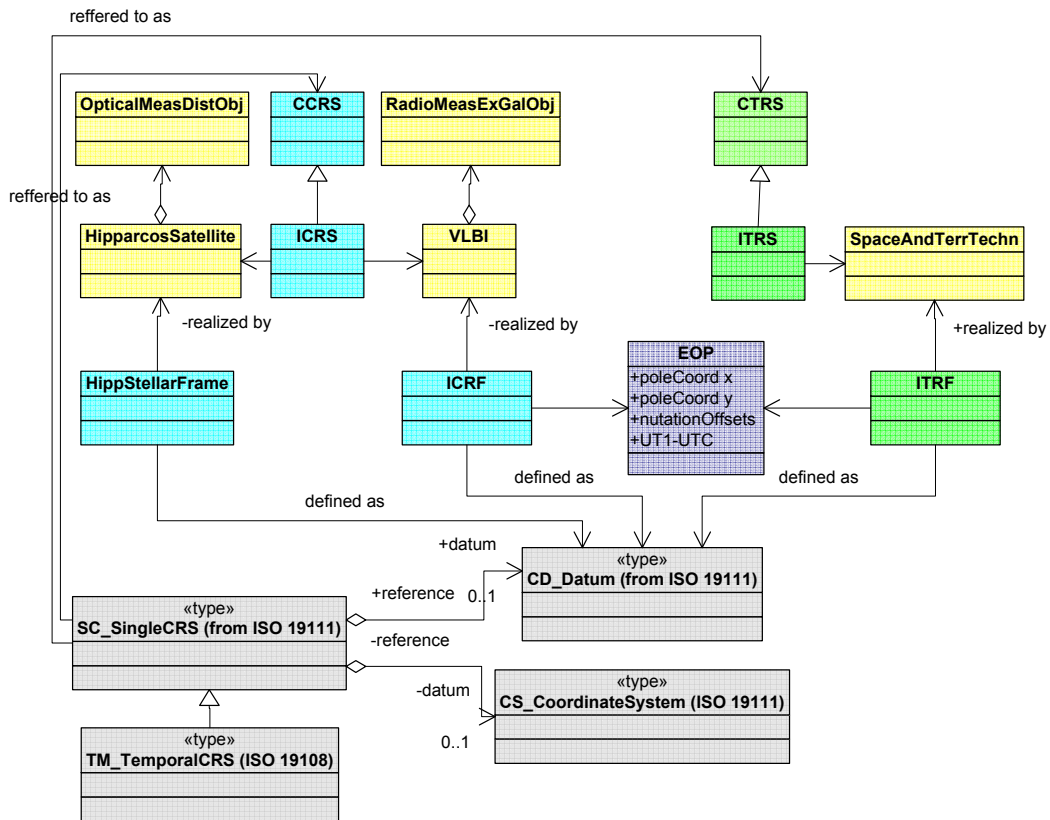 reffered to as
OpticalMeasDistObj
CCRS
RadioMeasExGalObj
CTRS
reffered to as
HipparcosSatellite
ICRS
VLBI
ITRS
SpaceAndTerrTechn
-realized by
-realized by
+realized by
HippStellarFrame
ICRF
EOP
+poleCoord x
+poleCoord y
+nutationOffsets
+UT1-UTC
ITRF
defined as
defined as
defined as
+datum
«type»
CD_Datum (from ISO 19111)
+reference
0..1
«type»
SC_SingleCRS (from ISO 19111)
-reference
-datum
«type»
CS_CoordinateSystem (ISO 19111)
0..1
«type»
TM_TemporalCRS (ISO 19108)